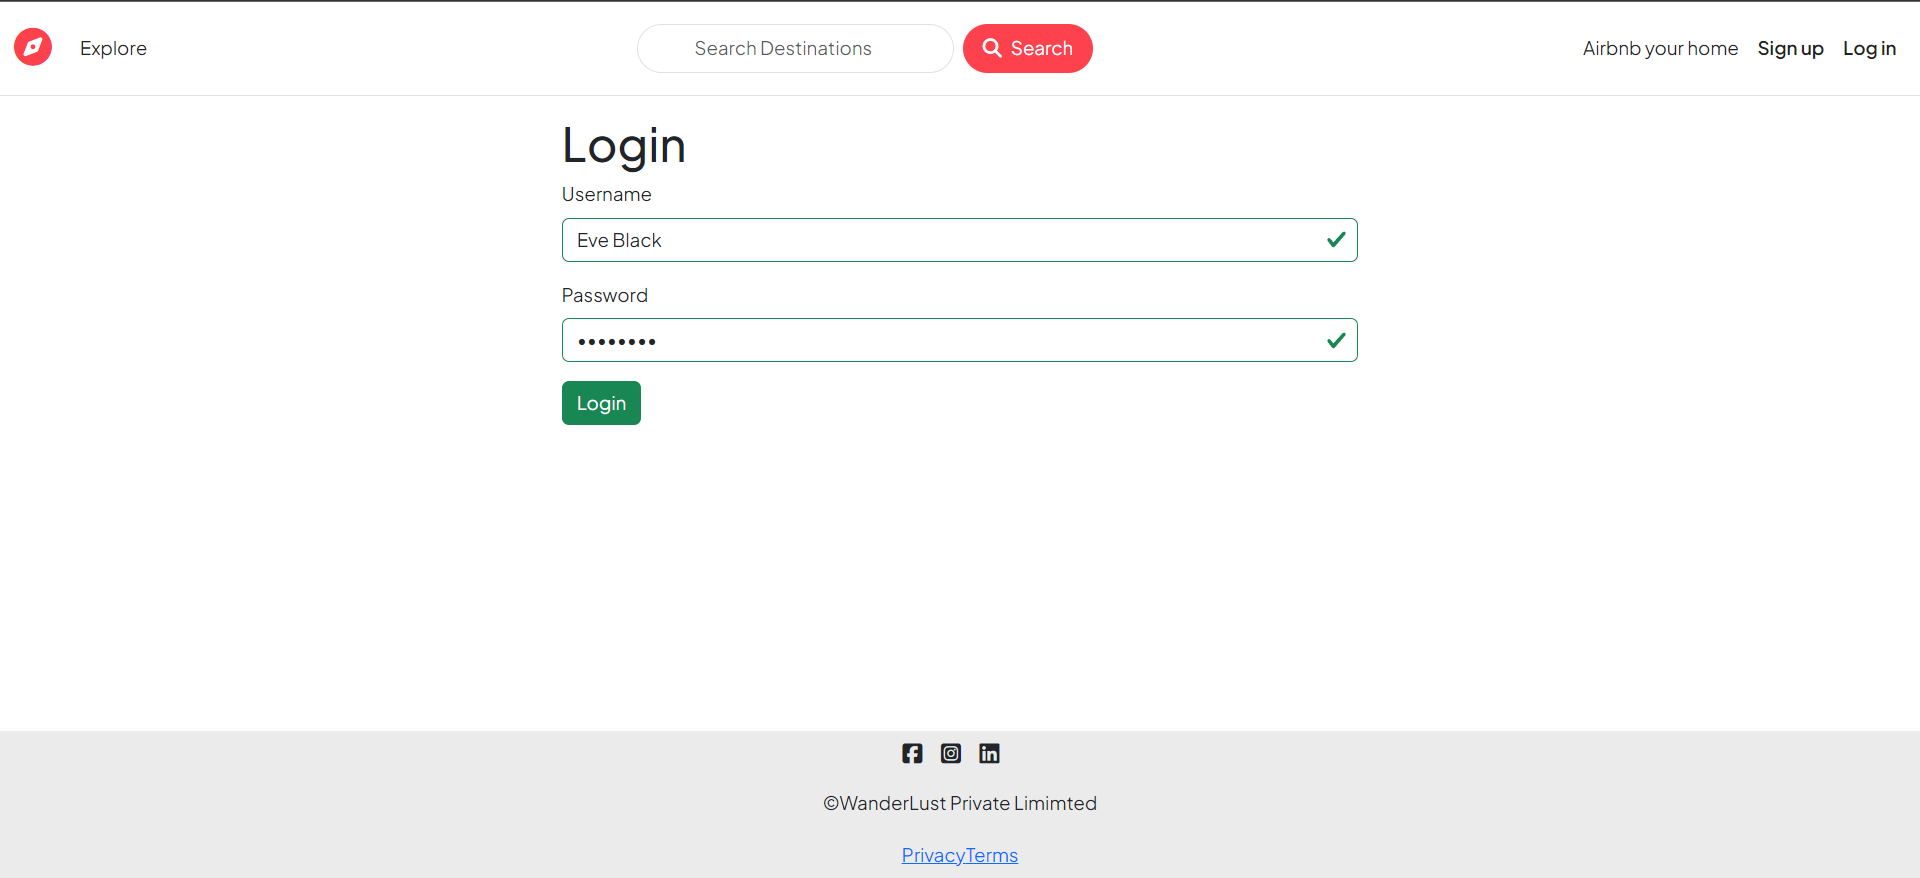 Explore
Search Destinations
Search
Airbnb your home
Sign up
Log in
Login
Username
Eve Black
Password
••••••••
Login
©WanderLust Private Limimted
PrivacyTerms